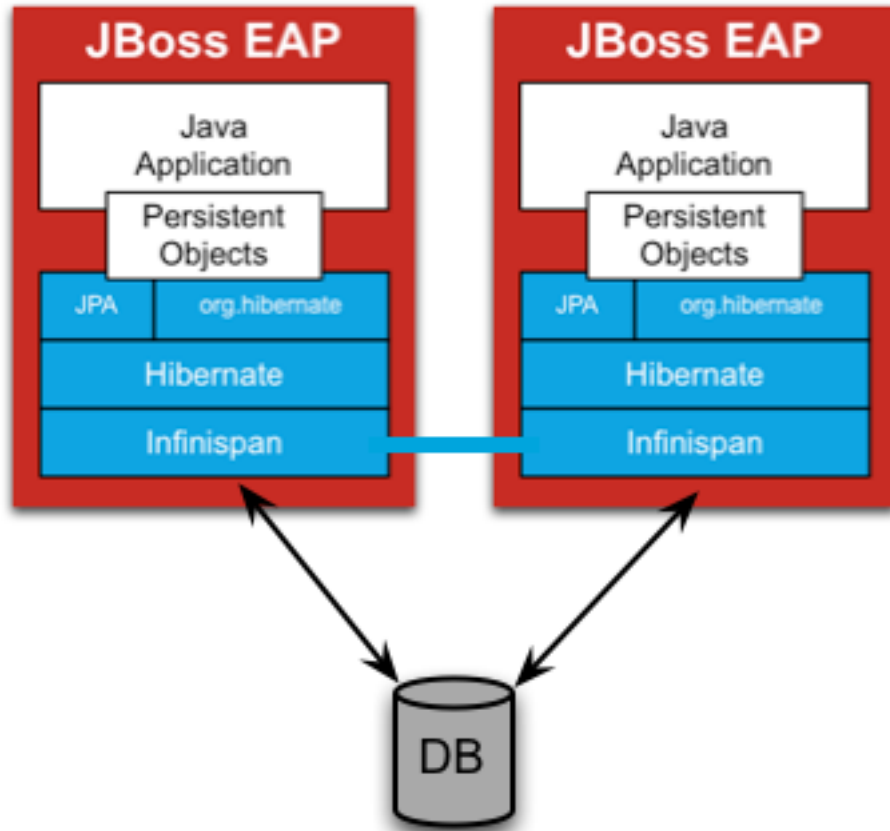 JBoss EAP
Java
Application
Persistent
Objects
JPA org.hibernate
Hibernate
Infinispan
JBoss EAP
Java
Application
Persistent
Objects
JPA org.hibernate
Hibernate
Infinispan
DB